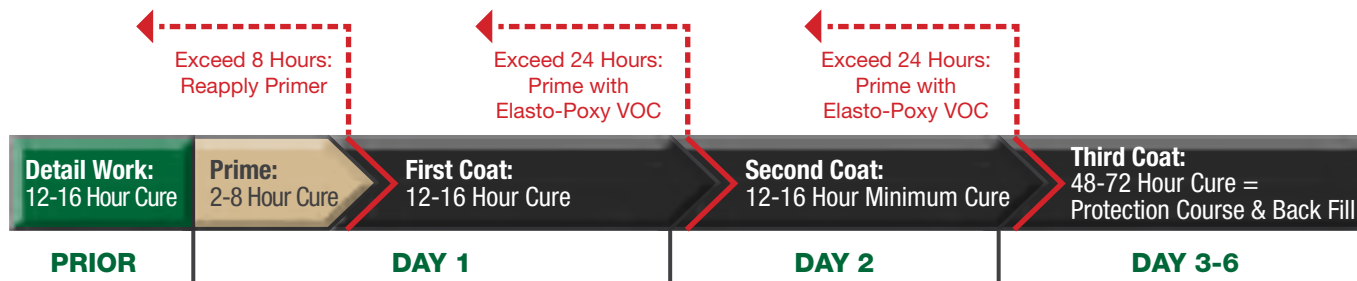 Exceed 8 Hours:
Reapply Primer
Exceed 24 Hours:
Prime with
Elasto-Poxy VOC
Exceed 24 Hours:
Prime with
Elasto-Poxy VOC
Detail Work:
12-16 Hour Cure
Prime:
2-8 Hour Cure
First Coat:
12-16 Hour Cure
Second Coat:
12-16 Hour Minimum Cure
Third Coat:
48-72 Hour Cure =
Protection Course & Back Fill
PRIOR
DAY 1
DAY 2
DAY 3-6